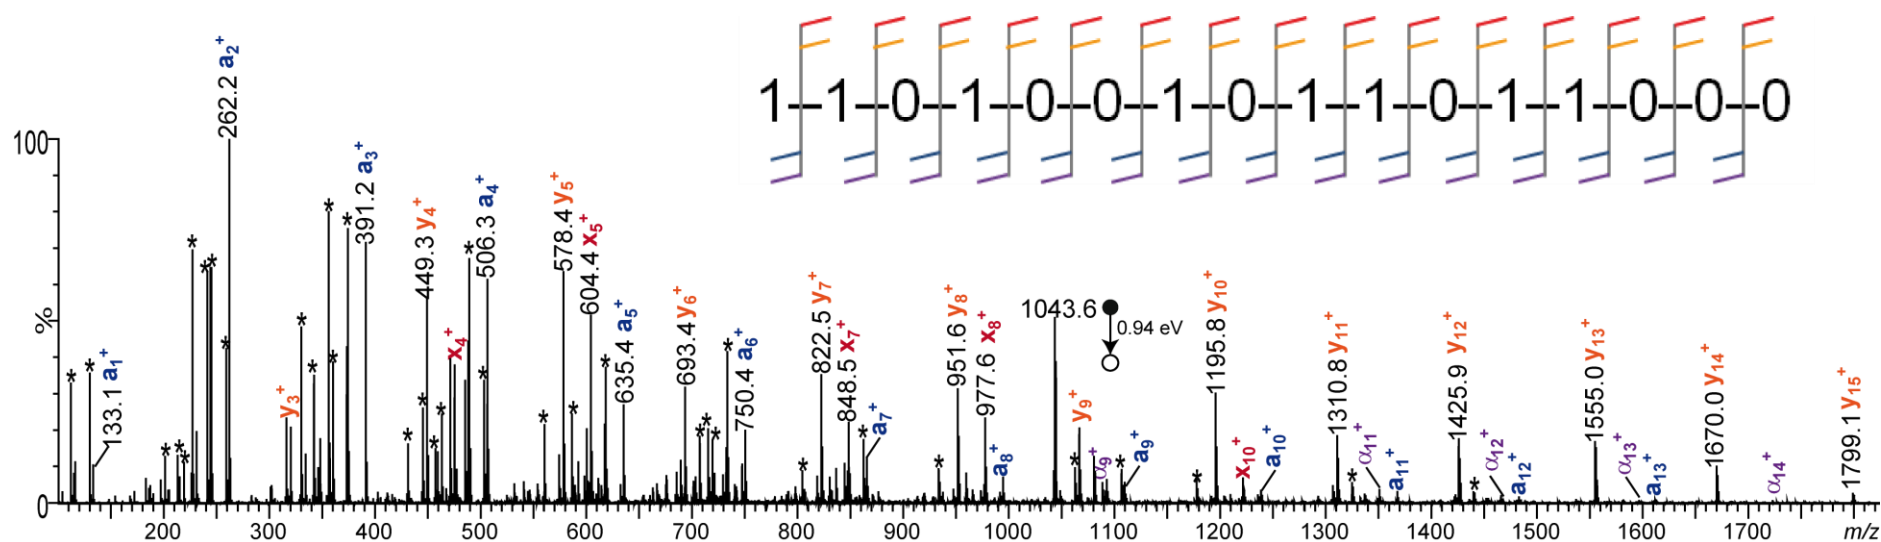 1-1-0-1-0-0-1-0-1-1-0-1-1-0-0-0
100
%
0
* * 133.1 a1+
* * * * * * 262.2 a2+ *
y3+ * * * * * 391.2 a3+
* * 449.3 y4+ * * x4+ * * 506.3 a4+
* 578.4 y5+ * 604.4 x5+ * 635.4 a5+
693.4 y6+ * * * * 750.4 a6+
* 822.5 y7+ 848.5 x7+ * a7+
* 951.6 y8+ 977.6 x8+ a8+
1043.6 0.94 eV
* y9+ α9+ * a9+
* 1195.8 y10+ x10+ a10+
1310.8 y11+ * α11+ a11+
1425.9 y12+ * α12+ a12+
1555.0 y13+ α13+ a13+
1670.0 y14+ α14+
1799.1 y15+
200 300 400 500 600 700 800 900 1000 1100 1200 1300 1400 1500 1600 1700 m/z